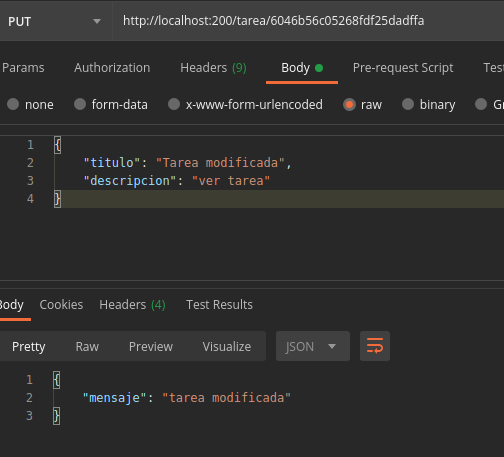 PUT http://localhost:200/tarea/6046b56c05268fdf25dadffa
Params Authorization Headers (9) Body Pre-request Script Test
none form-data x-www-form-urlencoded raw binary Gr
1 {
2 "titulo": "Tarea modificada",
3 "descripcion": "ver tarea"
4 }
Body Cookies Headers (4) Test Results
Pretty Raw Preview Visualize JSON
1 {
2 "mensaje": "tarea modificada"
3 }